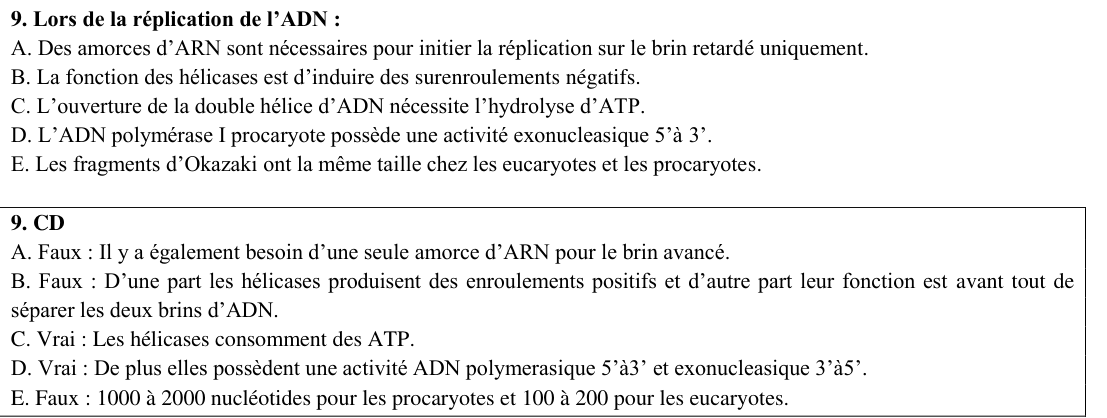 9. Lors de la réplication de l’ADN :
A. Des amorces d’ARN sont nécessaires pour initier la réplication sur le brin retardé uniquement.
B. La fonction des hélicases est d’induire des surenroulements négatifs.
C. L’ouverture de la double hélice d’ADN nécessite l’hydrolyse d’ATP.
D. L’ADN polymérase I procaryote possède une activité exonucleasique 5’à 3’.
E. Les fragments d’Okazaki ont la même taille chez les eucaryotes et les procaryotes.
9. CD
A. Faux : Il y a également besoin d’une seule amorce d’ARN pour le brin avancé.
B. Faux : D’une part les hélicases produisent des enroulements positifs et d’autre part leur fonction est avant tout de
séparer les deux brins d’ADN.
C. Vrai : Les hélicases consomment des ATP.
D. Vrai : De plus elles possèdent une activité ADN polymerasique 5’à3’ et exonucleasique 3’à5’.
E. Faux : 1000 à 2000 nucléotides pour les procaryotes et 100 à 200 pour les eucaryotes.